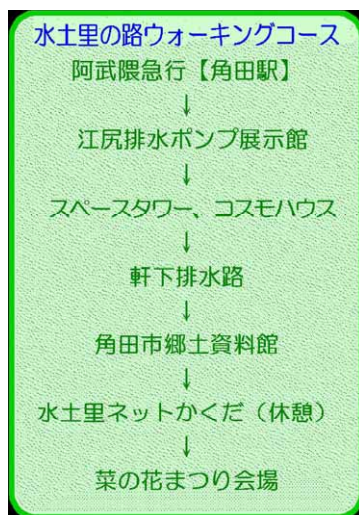 水土里の路ウォーキングコース
阿武隈急行【角田駅】
↓
江尻排水ポンプ展示館
↓
スペースタワー、コスモハウス
↓
軒下排水路
↓
角田市郷土資料館
↓
水土里ネットかくだ（休憩）
↓
菜の花まつり会場